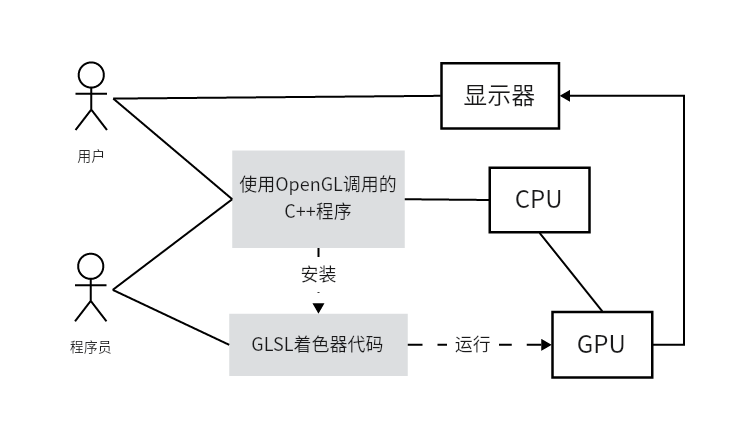 显示器
用户
使用OpenGL调用的
C++程序
CPU
安装
程序员
GLSL着色器代码
运行
GPU